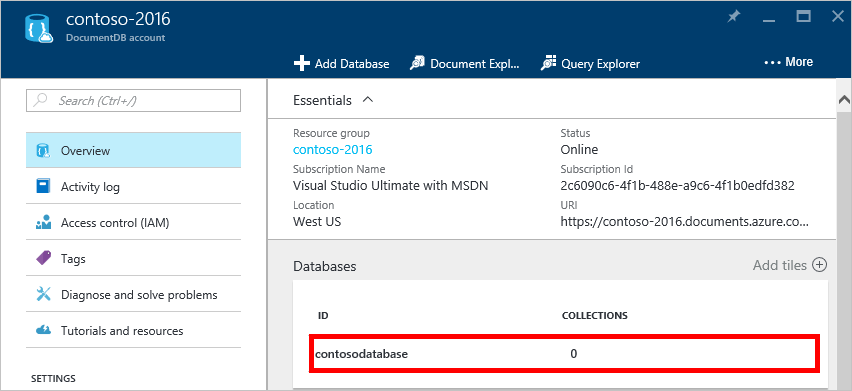 contoso-2016
DocumentDB account
Add Database Document Expl... Query Explorer ... More
Search (Ctrl+/)
Overview
Activity log
Access control (IAM)
Tags
Diagnose and solve problems
Tutorials and resources
SETTINGS
Essentials
Resource group Status
contoso-2016 Online
Subscription Name Subscription Id
Visual Studio Ultimate with MSDN 2c6090c6-4f1b-488e-a9c6-4f1b0edfd382
Location URI
West US https://contoso-2016.documents.azure.co...
Databases Add tiles
ID COLLECTIONS
contosodatabase 0